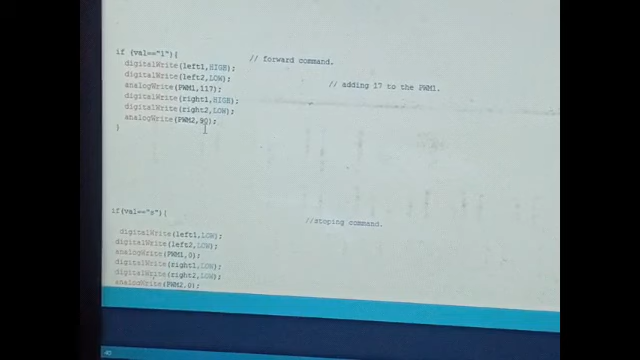 if (val=="l"){ // forward command.
digitalWrite(left1,HIGH);
digitalWrite(left2,LOW);
analogWrite(PWM1,117); // adding 17 to the PWM1.
digitalWrite(right1,HIGH);
digitalWrite(right2,LOW);
analogWrite(PWM2,90);
}
if(val=="s"){ //stoping command.
digitalWrite(left1,LOW);
digitalWrite(left2,LOW);
analogWrite(PWM1,0);
digitalWrite(right1,LOW);
digitalWrite(right2,LOW);
analogWrite(PWM2,0);
40